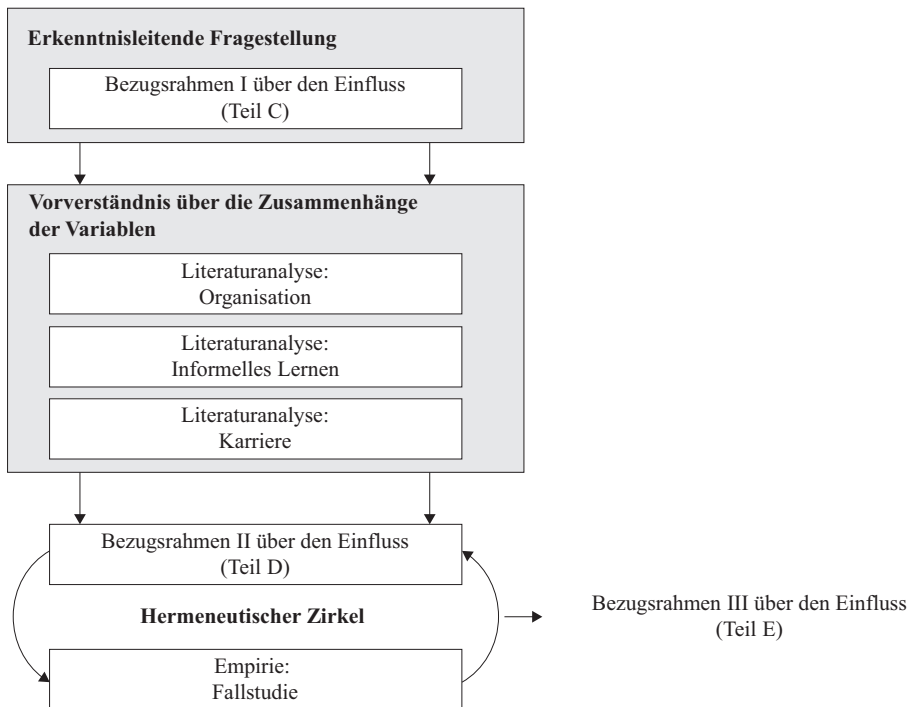 Erkenntnisleitende Fragestellung
Bezugsrahmen I über den Einfluss
(Teil C)
Vorverständnis über die Zusammenhänge
der Variablen
Literaturanalyse:
Organisation
Literaturanalyse:
Informelles Lernen
Literaturanalyse:
Karriere
Bezugsrahmen II über den Einfluss
(Teil D)
Hermeneutischer Zirkel
Bezugsrahmen III über den Einfluss
(Teil E)
Empirie:
Fallstudie